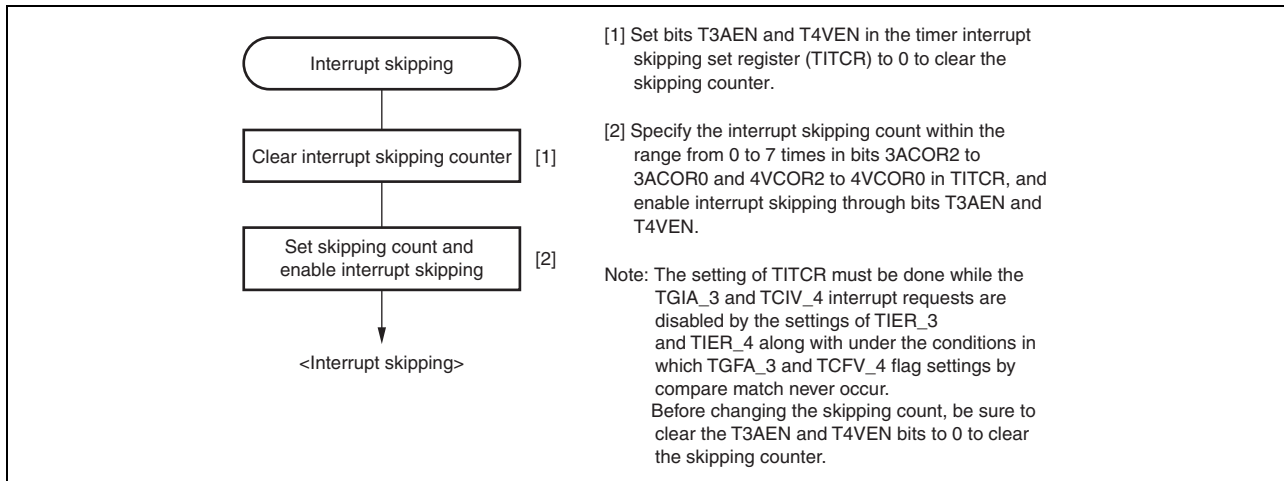 Interrupt skipping
Clear interrupt skipping counter
[1]
Set skipping count and
enable interrupt skipping
[2]
<Interrupt skipping>
[1] Set bits T3AEN and T4VEN in the timer interrupt
skipping set register (TITCR) to 0 to clear the
skipping counter.
[2] Specify the interrupt skipping count within the
range from 0 to 7 times in bits 3ACOR2 to
3ACOR0 and 4VCOR2 to 4VCOR0 in TITCR, and
enable interrupt skipping through bits T3AEN and
T4VEN.
Note: The setting of TITCR must be done while the
TGIA_3 and TCIV_4 interrupt requests are
disabled by the settings of TIER_3
and TIER_4 along with under the conditions in
which TGFA_3 and TCFV_4 flag settings by
compare match never occur.
Before changing the skipping count, be sure to
clear the T3AEN and T4VEN bits to 0 to clear
the skipping counter.